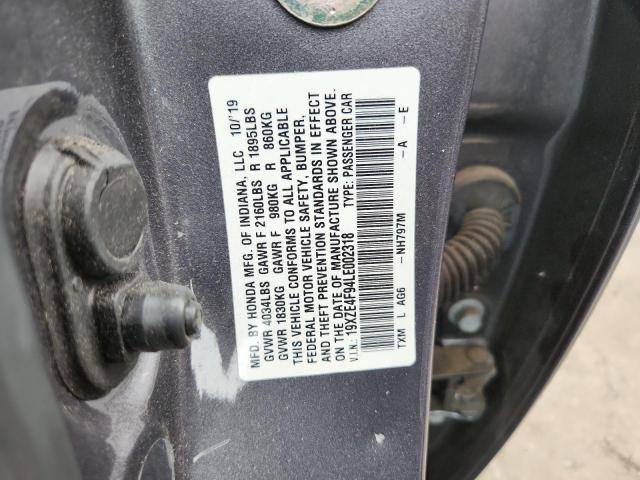 MFD. BY HONDA MFG. OF INDIANA, LLC 10/'19
GVWR 4034LBS GAWR F 2160LBS R 1895LBS
GVWR 1830KG GAWR F 980KG R 860KG
THIS VEHICLE CONFORMS TO ALL APPLICABLE
FEDERAL MOTOR VEHICLE SAFETY, BUMPER,
AND THEFT PREVENTION STANDARDS IN EFFECT
ON THE DATE OF MANUFACTURE SHOWN ABOVE.
V.I.N.: 19XZE4F94LE002318 TYPE: PASSENGER CAR
TXM L AG6 —NH797M —A —E